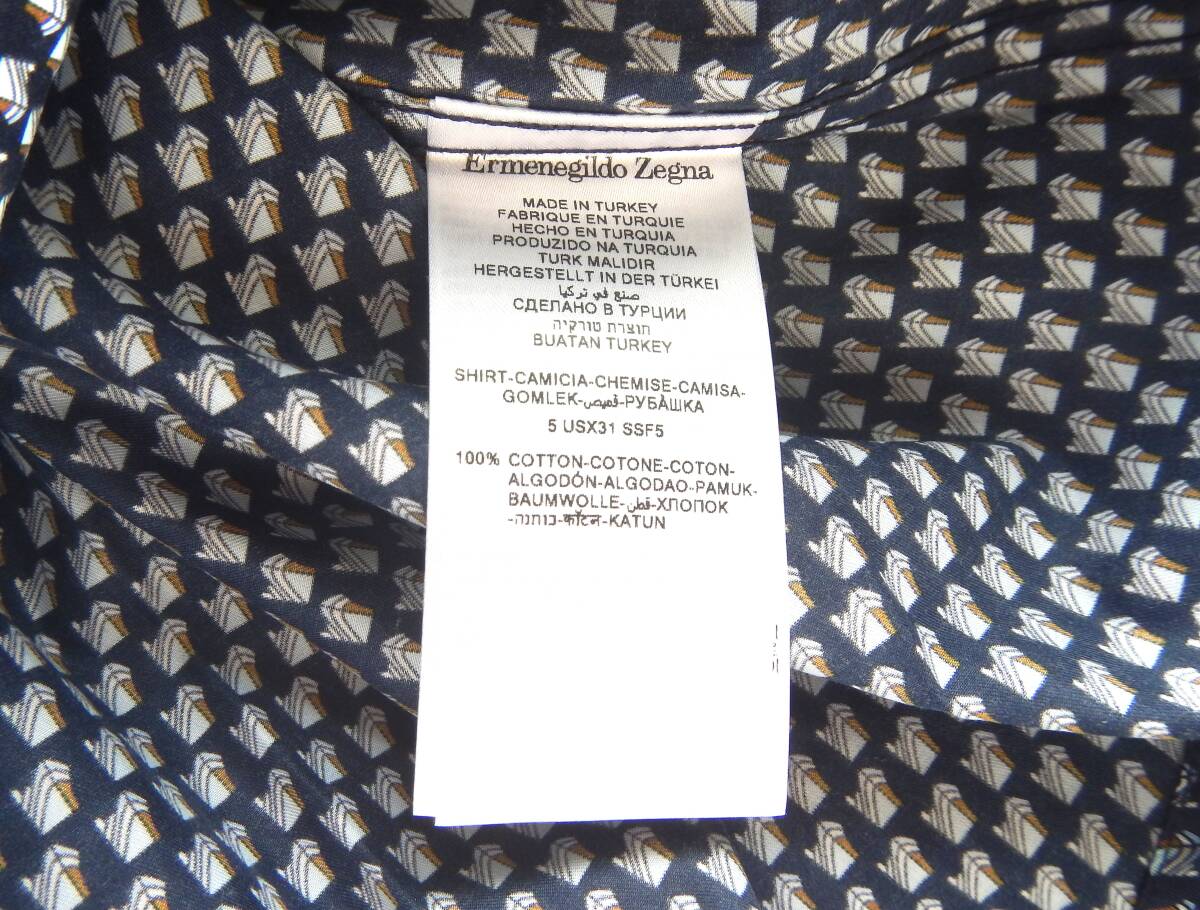 Ermenegildo Zegna
MADE IN TURKEY
FABRIQUE EN TURQUIE
HECHO EN TURQUIA
PRODUZIDO NA TURQUIA
TURK MALIDIR
HERGESTELLT IN DER TÜRKEI
صنع في تركيا
СДЕЛАНО В ТУРЦИИ
תוצרת טורקיה
BUATAN TURKEY
SHIRT-CAMICIA-CHEMISE-CAMISA-
GOMLEK-قميص-РУБАШКА
5 USX31 SSF5
100% COTTON-COTONE-COTON-
ALGODÓN-ALGODAO-PAMUK-
BAUMWOLLE-قطن-ХЛОПОК
-כותנה-कॉटन-KATUN